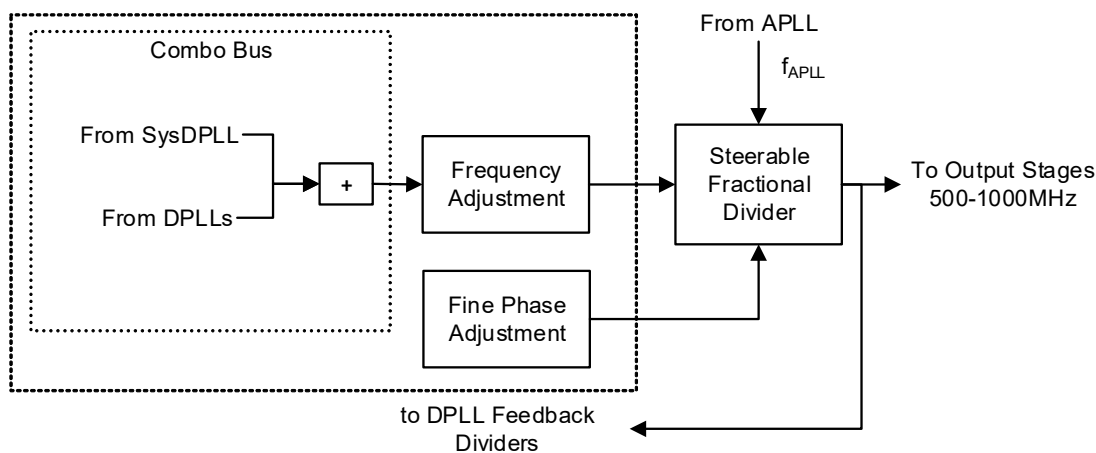 From APLL
f_APLL
Combo Bus
From SysDPLL
From DPLLs
+
Frequency
Adjustment
Steerable
Fractional
Divider
To Output Stages
500-1000MHz
Fine Phase
Adjustment
to DPLL Feedback
Dividers